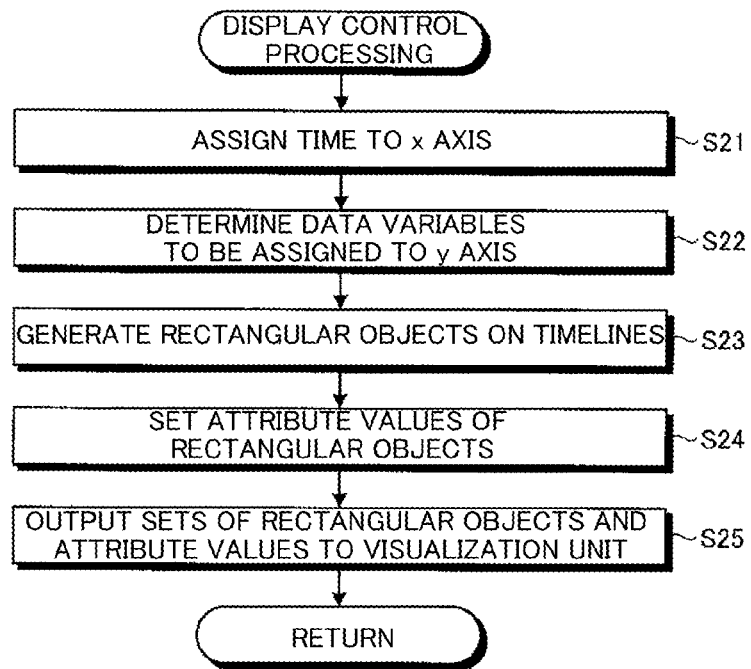 DISPLAY CONTROL
PROCESSING
ASSIGN TIME TO x AXIS
S21
DETERMINE DATA VARIABLES
TO BE ASSIGNED TO y AXIS
S22
GENERATE RECTANGULAR OBJECTS ON TIMELINES
S23
SET ATTRIBUTE VALUES OF
RECTANGULAR OBJECTS
S24
OUTPUT SETS OF RECTANGULAR OBJECTS AND
ATTRIBUTE VALUES TO VISUALIZATION UNIT
S25
RETURN